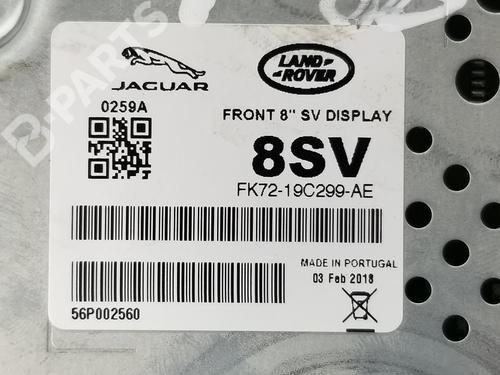 B-PARTS
JAGUAR
LAND-
ROVER
0259A
FRONT 8" SV DISPLAY
8SV
FK72-19C299-AE
MADE IN PORTUGAL
03 Feb 2018
56P002560